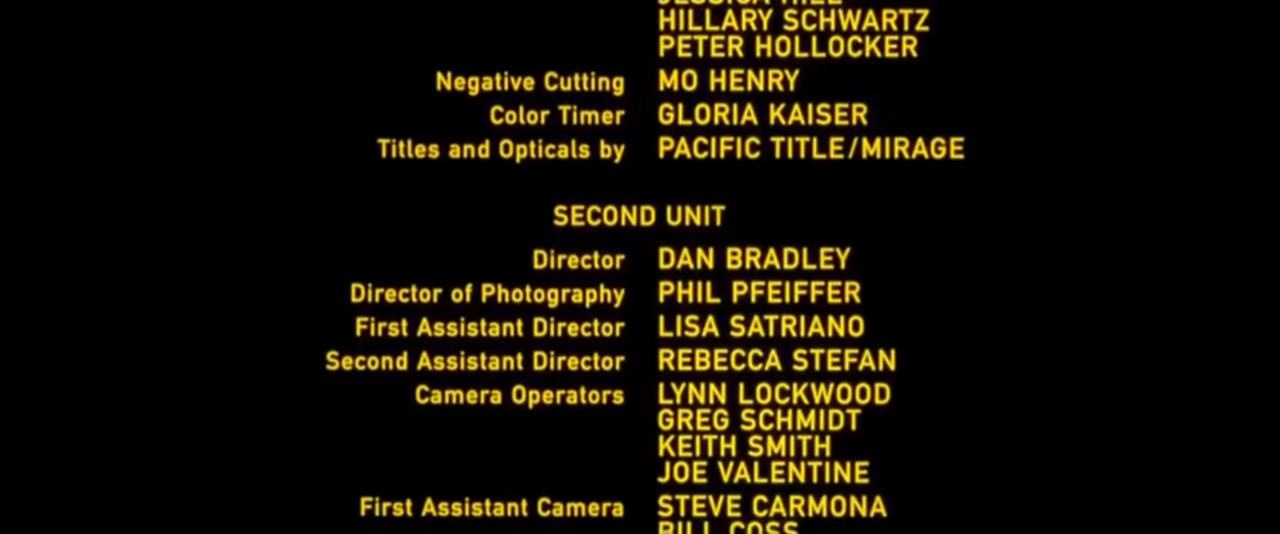 HILLARY SCHWARTZ
PETER HOLLOCKER
Negative Cutting MO HENRY
Color Timer GLORIA KAISER
Titles and Opticals by PACIFIC TITLE/MIRAGE
SECOND UNIT
Director DAN BRADLEY
Director of Photography PHIL PFEIFFER
First Assistant Director LISA SATRIANO
Second Assistant Director REBECCA STEFAN
Camera Operators LYNN LOCKWOOD
GREG SCHMIDT
KEITH SMITH
JOE VALENTINE
First Assistant Camera STEVE CARMONA
BILL COSS